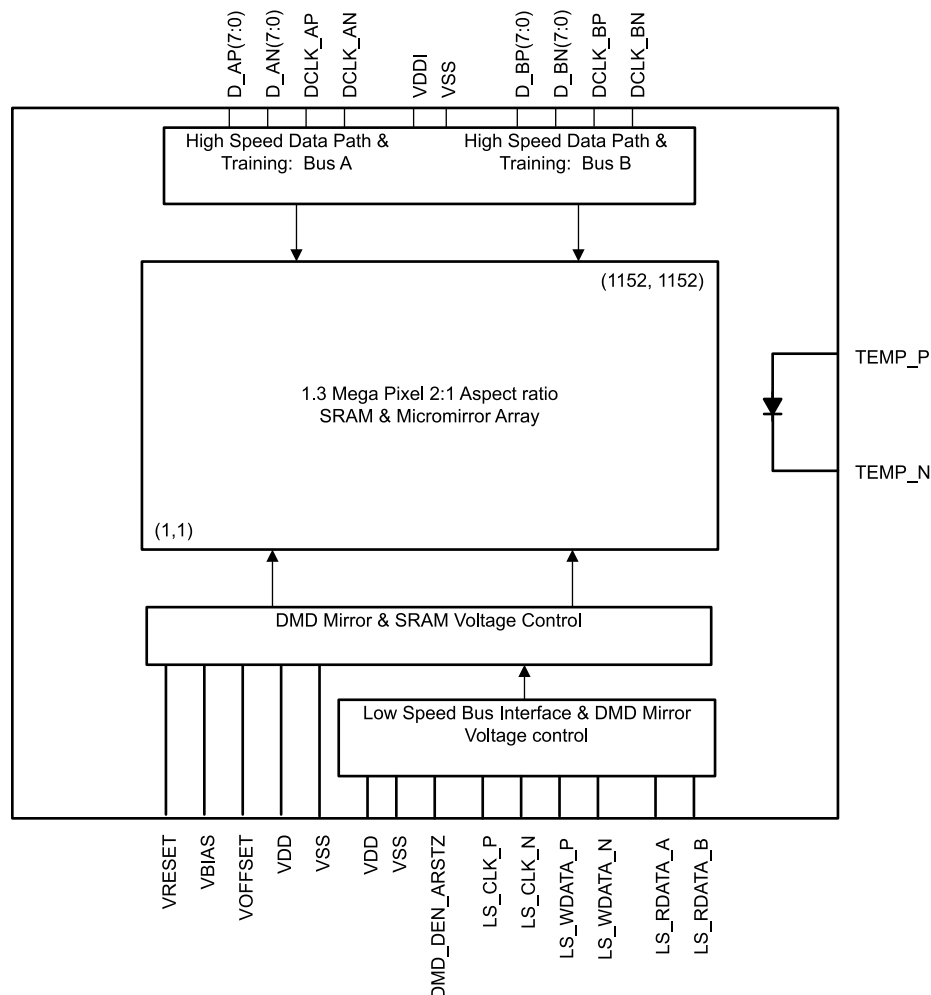 D_AP(7:0)
D_AN(7:0)
DCLK_AP
DCLK_AN
VDDI
VSS
D_BP(7:0)
D_BN(7:0)
DCLK_BP
DCLK_BN
High Speed Data Path &
Training: Bus A
High Speed Data Path &
Training: Bus B
(1152, 1152)
1.3 Mega Pixel 2:1 Aspect ratio
SRAM & Micromirror Array
(1,1)
TEMP_P
TEMP_N
DMD Mirror & SRAM Voltage Control
Low Speed Bus Interface & DMD Mirror
Voltage control
VRESET
VBIAS
VOFFSET
VDD
VSS
VDD
VSS
DMD_DEN_ARSTZ
LS_CLK_P
LS_CLK_N
LS_WDATA_P
LS_WDATA_N
LS_RDATA_A
LS_RDATA_B